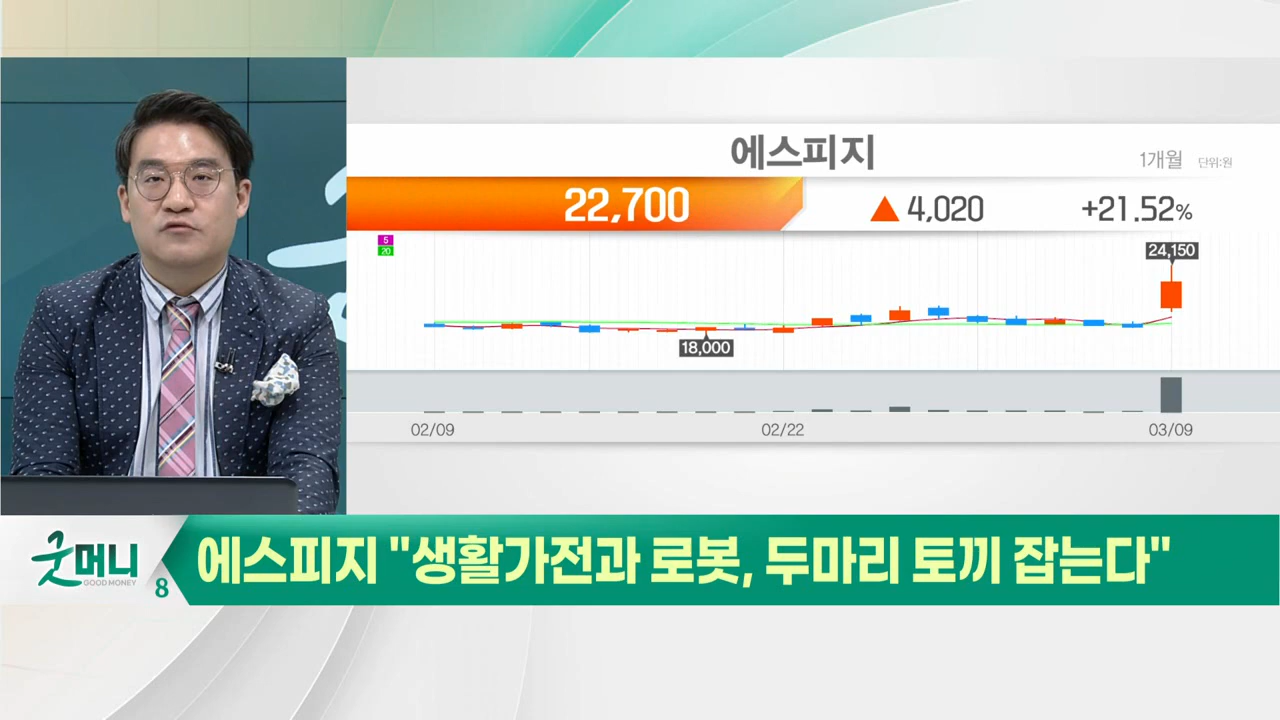 에스피지
1개월 단위:원
22,700 ▲ 4,020 +21.52%
5
20
24,150
18,000
02/09 02/22 03/09
굿머니
GOOD MONEY
8
에스피지 "생활가전과 로봇, 두마리 토끼 잡는다"